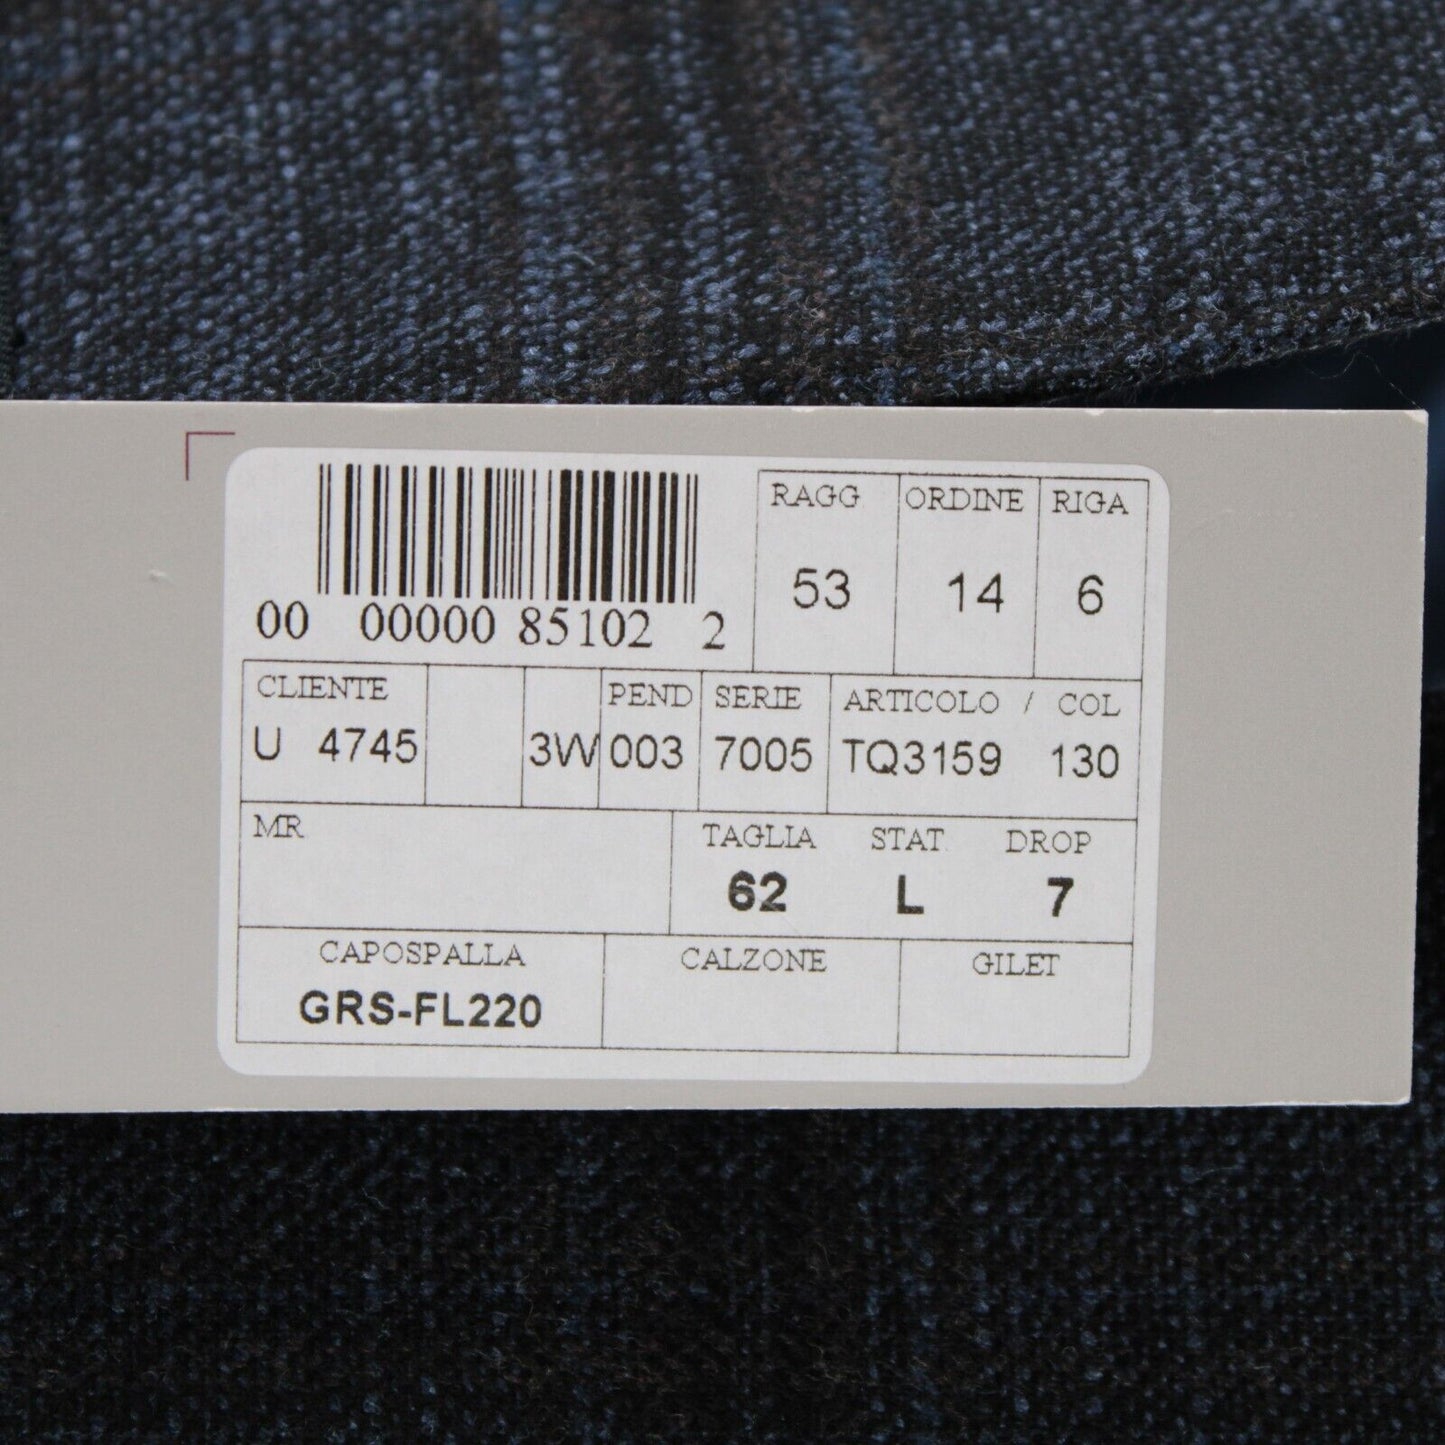 00 00000 85102 2
RAGG ORDINE RIGA
53 14 6
CLIENTE PEND SERIE ARTICOLO / COL
U 4745 3W 003 7005 TQ3159 130
MR TAGLIA STAT. DROP
62 L 7
CAPOSPALLA CALZONE GILET
GRS-FL220